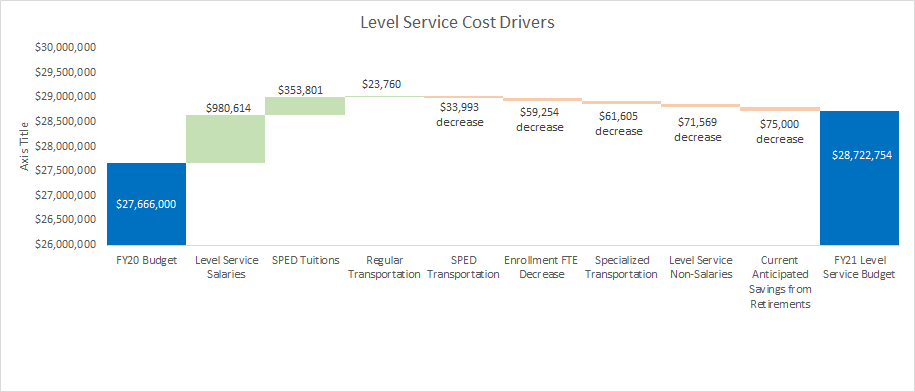 Level Service Cost Drivers
$30,000,000
$29,500,000
$29,000,000
$28,500,000
$28,000,000
$27,500,000
$27,000,000
$26,500,000
$26,000,000
Axis Title
$27,666,000
$980,614
$353,801
$23,760
$33,993
decrease
$59,254
decrease
$61,605
decrease
$71,569
decrease
$75,000
decrease
$28,722,754
FY20 Budget
Level Service
Salaries
SPED Tuitions
Regular
Transportation
SPED
Transportation
Enrollment FTE
Decrease
Specialized
Transportation
Level Service
Non-Salaries
Current
Anticipated
Savings from
Retirements
FY21 Level
Service Budget